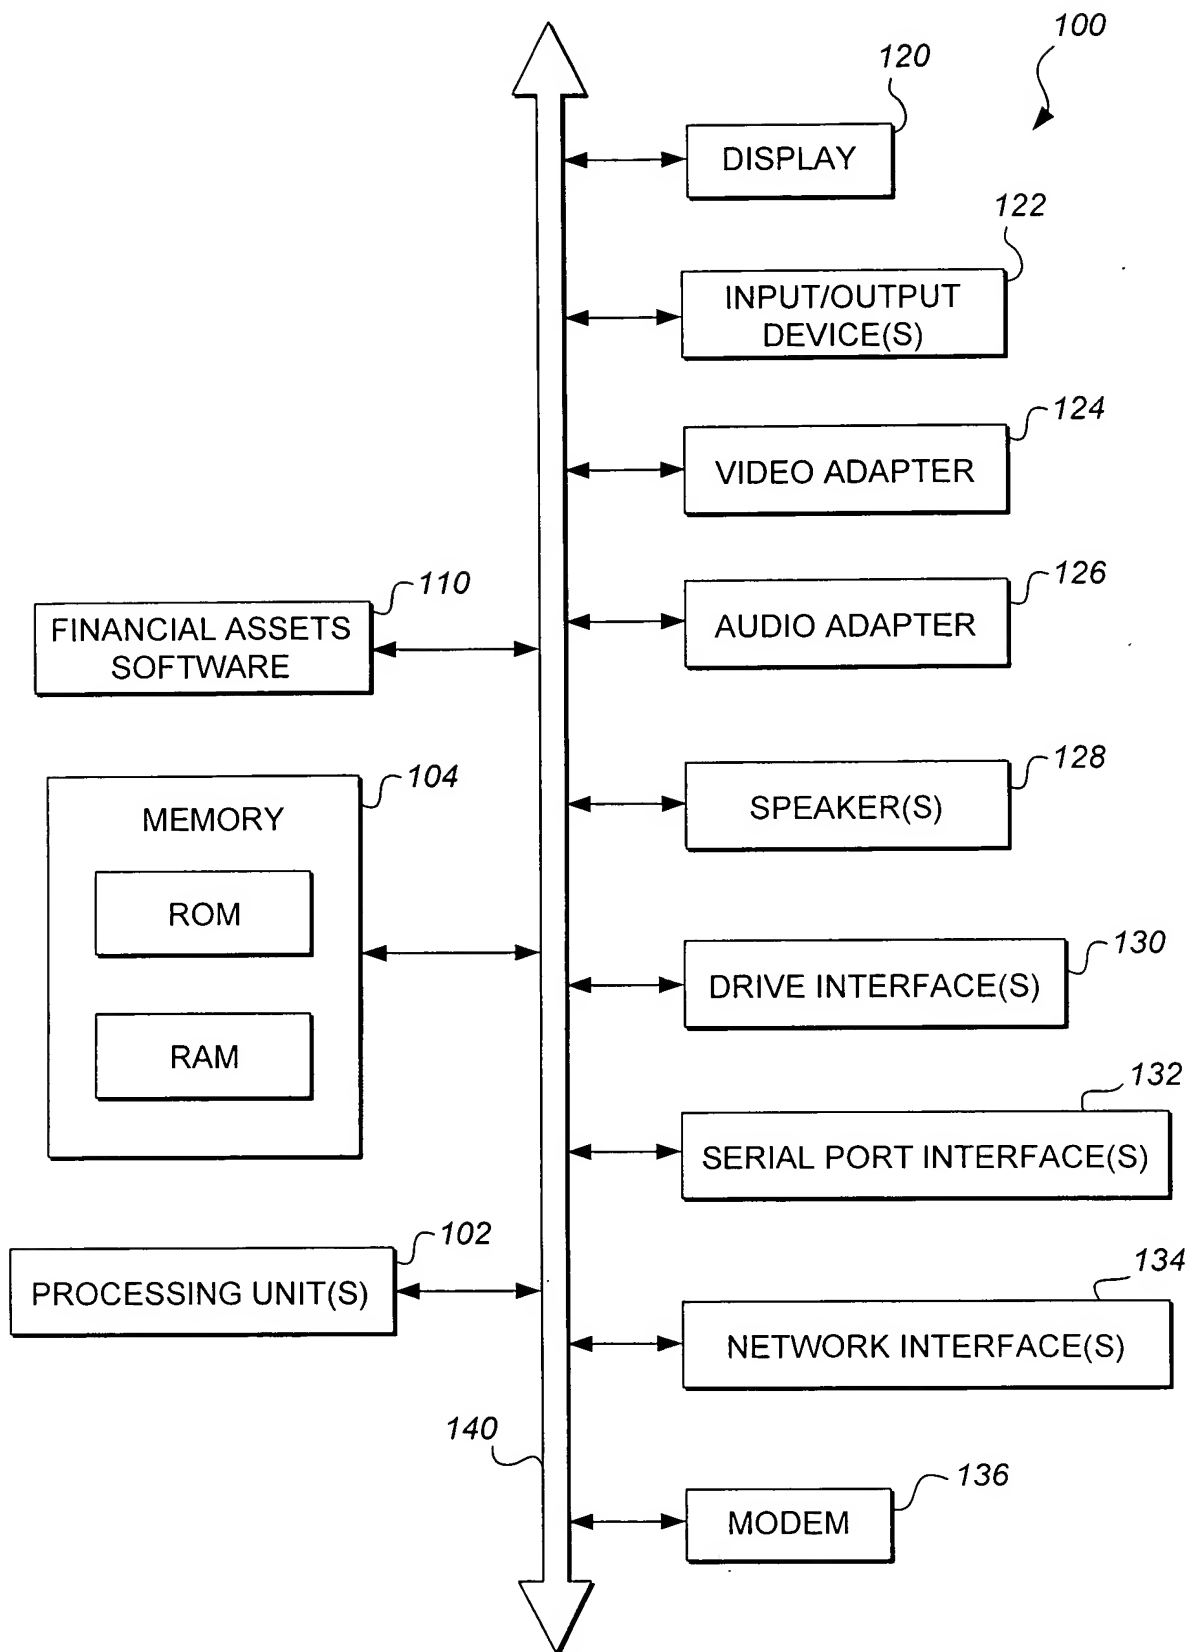 100
120
DISPLAY
122
INPUT/OUTPUT
DEVICE(S)
124
VIDEO ADAPTER
110
FINANCIAL ASSETS
SOFTWARE
126
AUDIO ADAPTER
104
MEMORY
ROM
RAM
128
SPEAKER(S)
130
DRIVE INTERFACE(S)
132
SERIAL PORT INTERFACE(S)
102
PROCESSING UNIT(S)
134
NETWORK INTERFACE(S)
140
136
MODEM